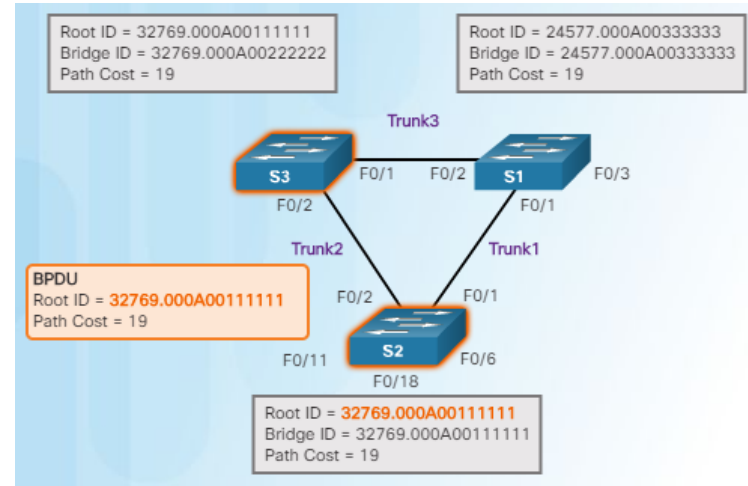 Root ID = 32769.000A00111111
Bridge ID = 32769.000A00222222
Path Cost = 19
Root ID = 24577.000A00333333
Bridge ID = 24577.000A00333333
Path Cost = 19
Trunk3
S3
F0/1
F0/2
S1
F0/3
F0/2
F0/1
Trunk2
Trunk1
BPDU
Root ID = 32769.000A00111111
Path Cost = 19
F0/2
F0/1
S2
F0/11
F0/6
F0/18
Root ID = 32769.000A00111111
Bridge ID = 32769.000A00111111
Path Cost = 19